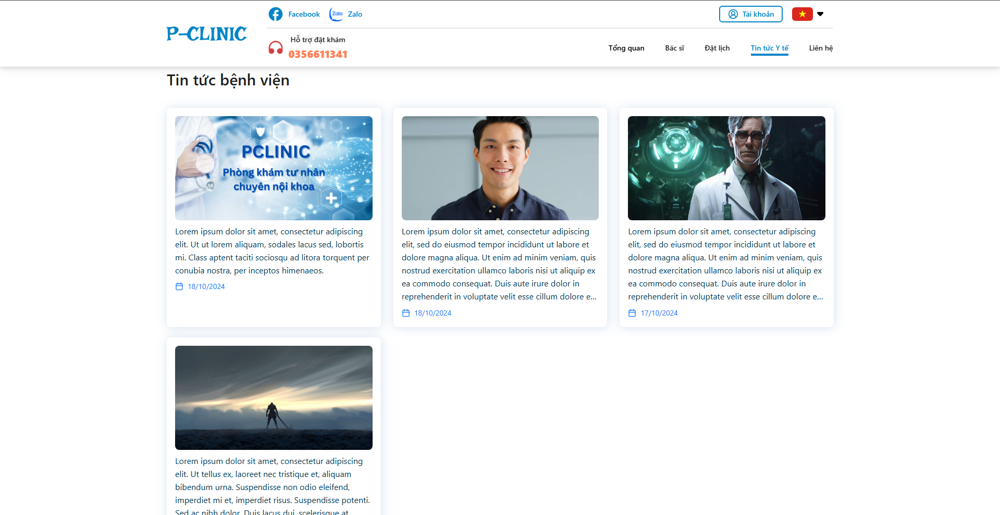 Facebook
Zalo
Zalo
Tài khoản
P-CLINIC
Hỗ trợ đặt khám
0356611341
Tổng quan
Bác sĩ
Đặt lịch
Tin tức Y tế
Liên hệ
Tin tức bệnh viện
PCLINIC
Phòng khám tư nhân
chuyên nội khoa
Lorem ipsum dolor sit amet, consectetur adipiscing
elit. Ut ut lorem aliquam, sodales lacus sed, lobortis
mi. Class aptent taciti sociosqu ad litora torquent per
conubia nostra, per inceptos himenaeos.
18/10/2024
Lorem ipsum dolor sit amet, consectetur adipiscing
elit, sed do eiusmod tempor incididunt ut labore et
dolore magna aliqua. Ut enim ad minim veniam, quis
nostrud exercitation ullamco laboris nisi ut aliquip ex
ea commodo consequat. Duis aute irure dolor in
reprehenderit in voluptate velit esse cillum dolore e...
18/10/2024
Lorem ipsum dolor sit amet, consectetur adipiscing
elit, sed do eiusmod tempor incididunt ut labore et
dolore magna aliqua. Ut enim ad minim veniam, quis
nostrud exercitation ullamco laboris nisi ut aliquip ex
ea commodo consequat. Duis aute irure dolor in
reprehenderit in voluptate velit esse cillum dolore e...
17/10/2024
Lorem ipsum dolor sit amet, consectetur adipiscing
elit. Ut tellus ex, laoreet nec tristique et, aliquam
bibendum urna. Suspendisse non odio eleifend,
imperdiet mi et, imperdiet risus. Suspendisse potenti.
Sed ac nibh dolor. Duis lacus dui, scelerisque at